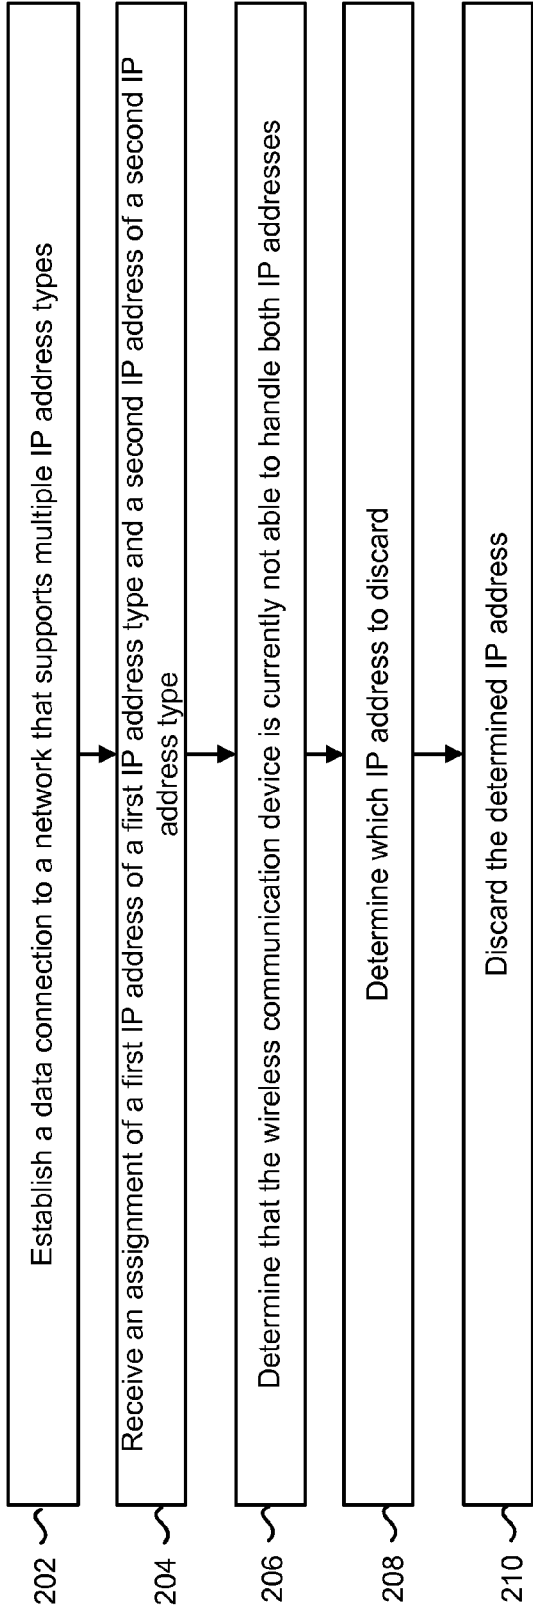 202
Establish a data connection to a network that supports multiple IP address types
204
Receive an assignment of a first IP address of a first IP address type and a second IP address of a second IP
address type
206
Determine that the wireless communication device is currently not able to handle both IP addresses
208
Determine which IP address to discard
210
Discard the determined IP address